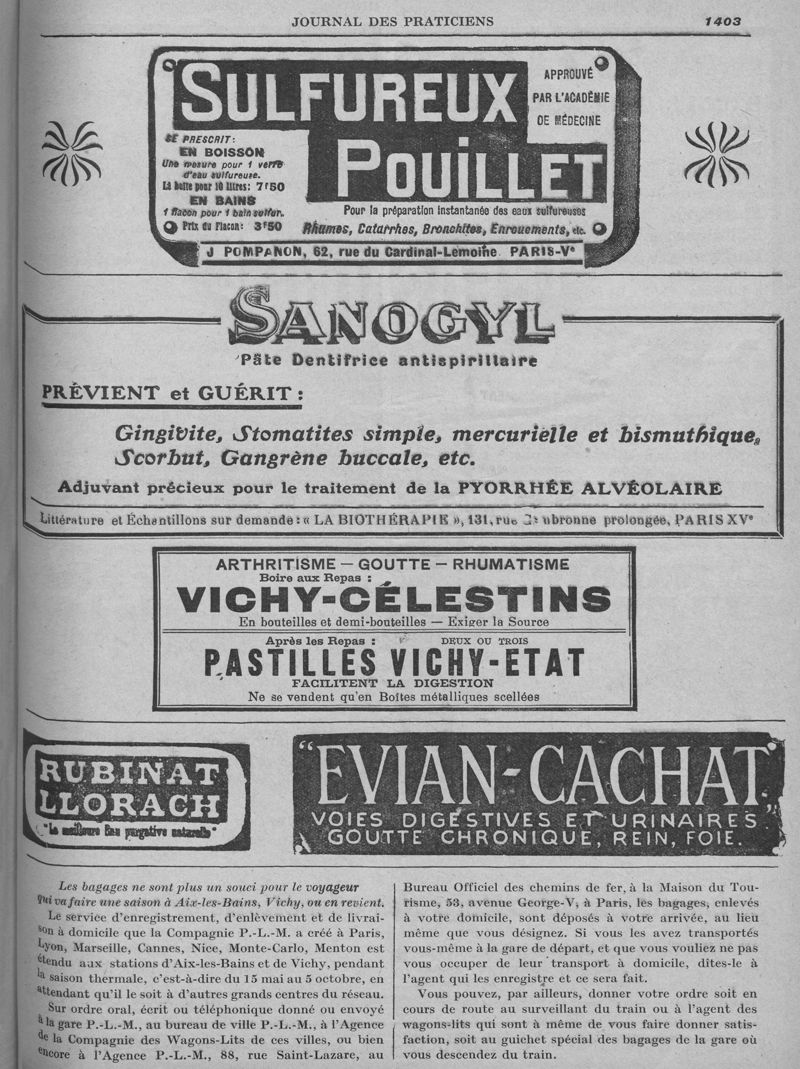 JOURNAL DES PRATICIENS 1403
SULFUREUX
POUILLET
APPROUVÉ
PAR L'ACADÉMIE
DE MÉDECINE
SE PRESCRIT:
EN BOISSON
Une mesure pour 1 verre
d'eau sulfureuse.
La boîte pour 10 litres: 7f50
EN BAINS
1 flacon pour 1 bain sulfur.
Prix du Flacon: 3f50
Pour la préparation instantanée des eaux sulfureuses
Rhumes, Catarrhes, Bronchites, Enrouements, etc.
J POMPANON, 62, rue du Cardinal-Lemoine PARIS-Ve
SANOGYL
Pâte Dentifrice antispirillaire
PRÉVIENT et GUÉRIT :
Gingivite, Stomatites simple, mercurielle et bismuthique,
Scorbut, Gangrène buccale, etc.
Adjuvant précieux pour le traitement de la PYORRHÉE ALVÉOLAIRE
Littérature et Échantillons sur demande : « LA BIOTHÉRAPIE », 131, rue ubronne prolongée, PARIS XVe
ARTHRITISME — GOUTTE — RHUMATISME
Boire aux Repas :
VICHY-CÉLESTINS
En bouteilles et demi-bouteilles — Exiger la Source
Après les Repas : DEUX OU TROIS
PASTILLES VICHY-ETAT
FACILITENT LA DIGESTION
Ne se vendent qu'en Boîtes métalliques scellées
RUBINAT
LLORACH
"La meilleure Eau purgative naturelle"
"EVIAN-CACHAT"
VOIES DIGESTIVES ET URINAIRES
GOUTTE CHRONIQUE, REIN, FOIE.
Les bagages ne sont plus un souci pour le voyageur
qui va faire une saison à Aix-les-Bains, Vichy, ou en revient.
Le service d'enregistrement, d'enlèvement et de livrai-
son à domicile que la Compagnie P.-L.-M. a créé à Paris,
Lyon, Marseille, Cannes, Nice, Monte-Carlo, Menton est
étendu aux stations d'Aix-les-Bains et de Vichy, pendant
la saison thermale, c'est-à-dire du 15 mai au 5 octobre, en
attendant qu'il le soit à d'autres grands centres du réseau.
Sur ordre oral, écrit ou téléphonique donné ou envoyé
à la gare P.-L.-M., au bureau de ville P.-L.-M., à l'Agence
de la Compagnie des Wagons-Lits de ces villes, ou bien
encore à l'Agence P.-L.-M., 88, rue Saint-Lazare, au
Bureau Officiel des chemins de fer, à la Maison du Tou-
risme, 53, avenue George-V, à Paris, les bagages, enlevés
à votre domicile, sont déposés à votre arrivée, au lieu
même que vous désignez. Si vous les avez transportés
vous-même à la gare de départ, et que vous vouliez ne pas
vous occuper de leur transport à domicile, dîtes-le à
l'agent qui les enregistre et ce sera fait.
Vous pouvez, par ailleurs, donner votre ordre soit en
cours de route au surveillant du train ou à l'agent des
wagons-lits qui sont à même de vous faire donner satis-
faction, soit au guichet spécial des bagages de la gare où
vous descendez du train.